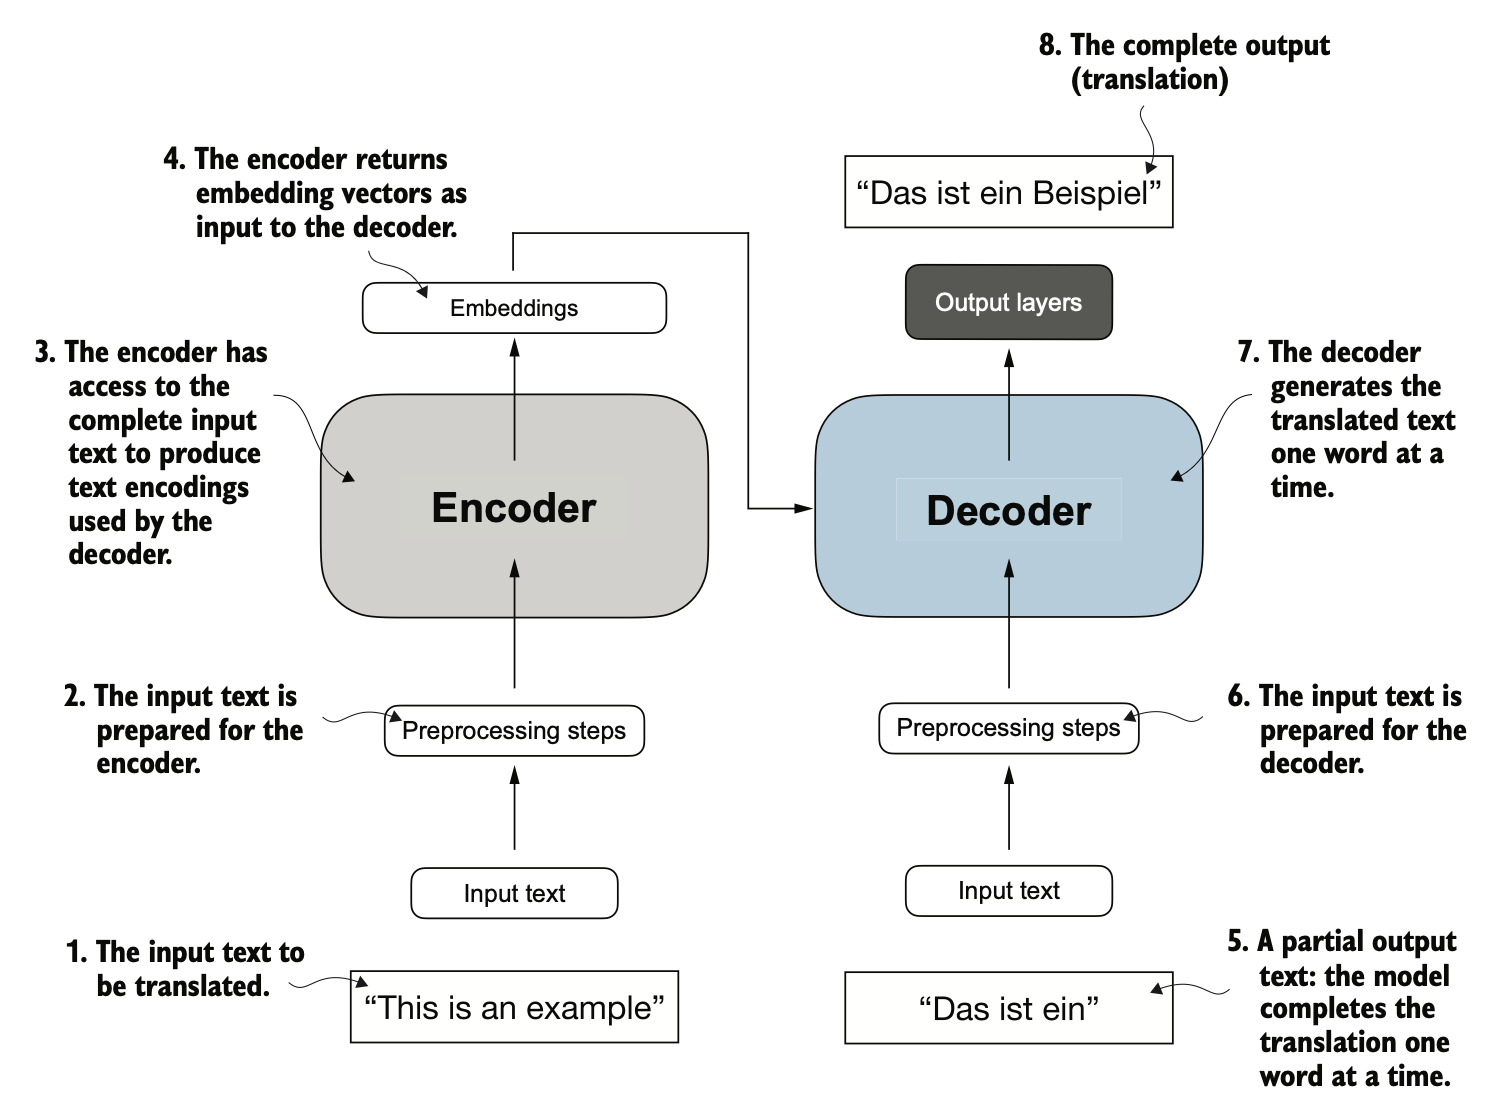 8. The complete output
(translation)
4. The encoder returns
embedding vectors as
input to the decoder.
“Das ist ein Beispiel”
Embeddings
Output layers
3. The encoder has
access to the
complete input
text to produce
text encodings
used by the
decoder.
7. The decoder
generates the
translated text
one word at a
time.
Encoder
Decoder
2. The input text is
prepared for the
encoder.
Preprocessing steps
Preprocessing steps
6. The input text is
prepared for the
decoder.
Input text
Input text
1. The input text to
be translated.
“This is an example”
“Das ist ein”
5. A partial output
text: the model
completes the
translation one
word at a time.